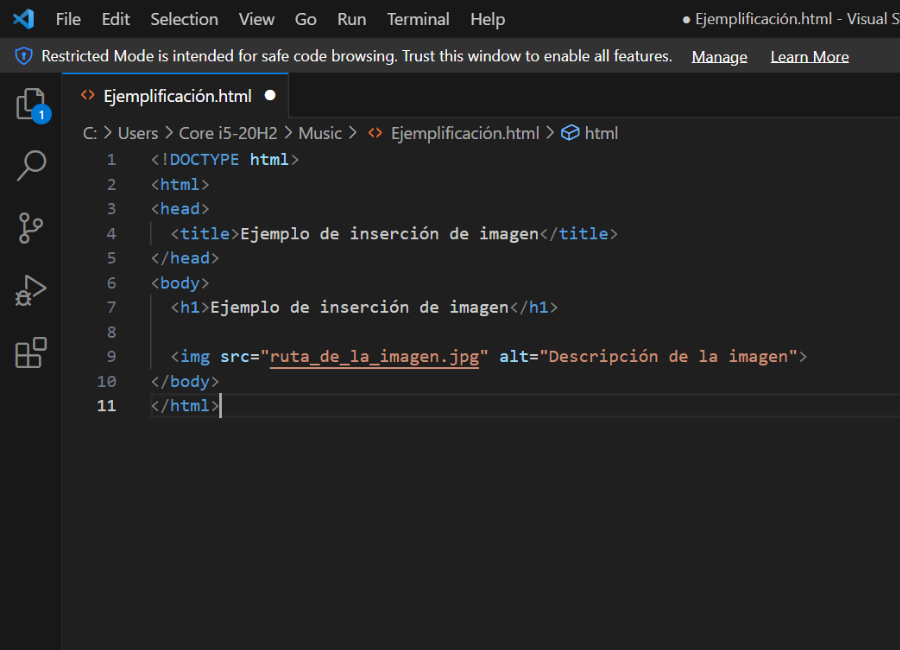 File Edit Selection View Go Run Terminal Help ● Ejemplificación.html - Visual S
Restricted Mode is intended for safe code browsing. Trust this window to enable all features. Manage Learn More
<> Ejemplificación.html ●
1
C: > Users > Core i5-20H2 > Music > <> Ejemplificación.html > html
1 <!DOCTYPE html>
2 <html>
3 <head>
4 <title>Ejemplo de inserción de imagen</title>
5 </head>
6 <body>
7 <h1>Ejemplo de inserción de imagen</h1>
8
9 <img src="ruta_de_la_imagen.jpg" alt="Descripción de la imagen">
10 </body>
11 </html>